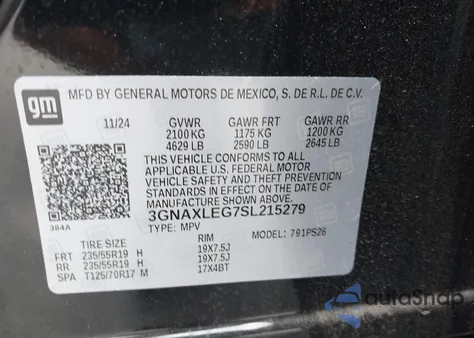 gm
MFD BY GENERAL MOTORS DE MEXICO, S. DE R.L. DE C.V.
11/24 GVWR GAWR FRT GAWR RR
2100 KG 1175 KG 1200 KG
4629 LB 2590 LB 2645 LB
THIS VEHICLE CONFORMS TO ALL
APPLICABLE U.S. FEDERAL MOTOR
VEHICLE SAFETY AND THEFT PREVENTION
STANDARDS IN EFFECT ON THE DATE OF
MANUFACTURE SHOWN ABOVE.
384A
3GNAXLEG7SL215279
TYPE: MPV MODEL: 791PS26
TIRE SIZE RIM
FRT 235/55R19 H 19X7.5J
RR 235/55R19 H 19X7.5J
SPA T125/70R17 M 17X4BT
autoSnap